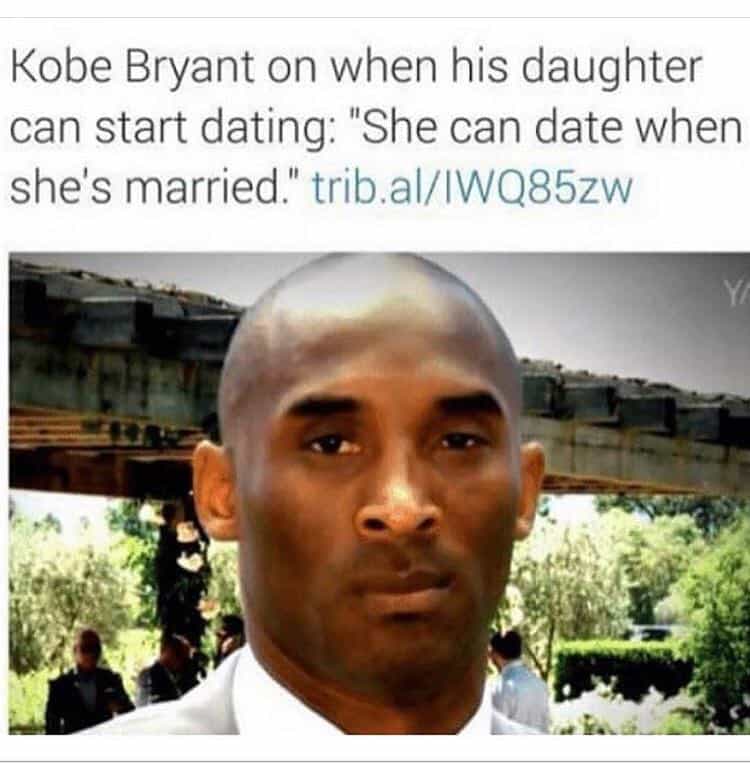 Kobe Bryant on when his daughter
can start dating: "She can date when
she's married." trib.al/IWQ85zw